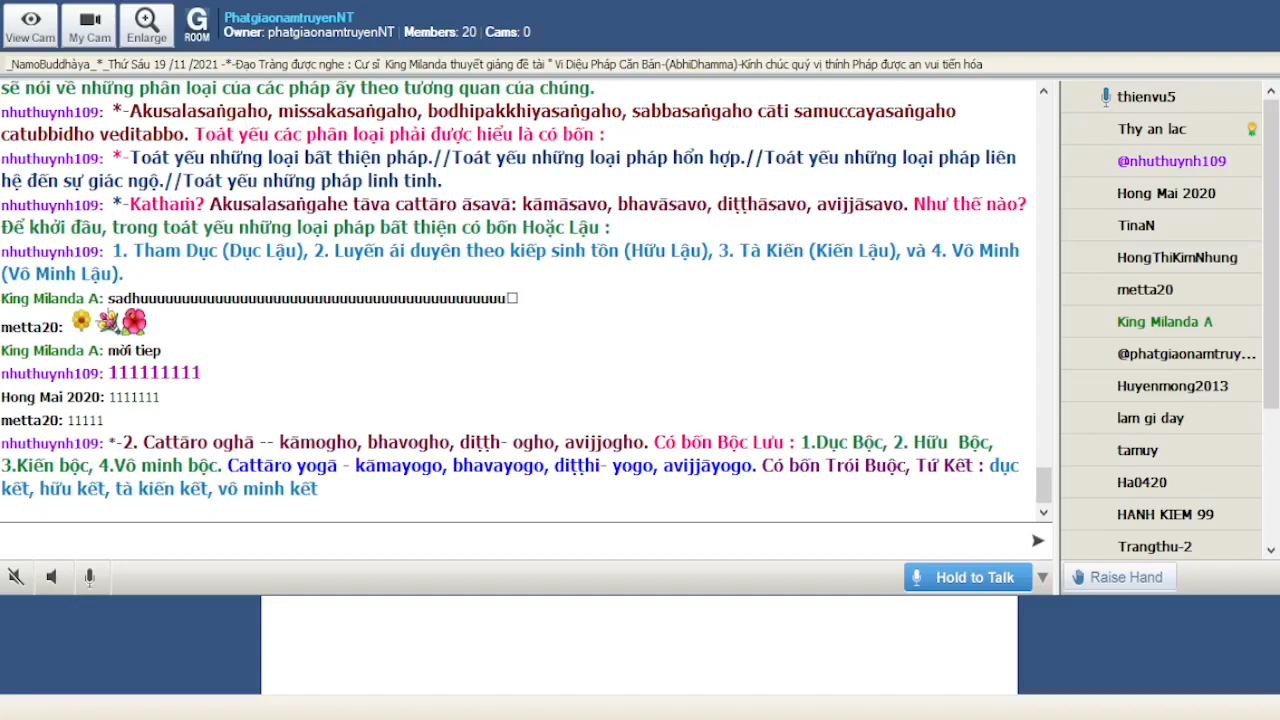 View Cam
My Cam
Enlarge
G
ROOM
PhatgiaonamtruyenNT
Owner: phatgiaonamtruyenNT | Members: 20 | Cams: 0
_NamoBuddhàya_*_Thứ Sáu 19 /11 /2021 -*-Đạo Tràng được nghe : Cư sĩ King Milanda thuyết giảng đề tài " Vi Diệu Pháp Căn Bản-(AbhiDhamma)-Kính chúc quý vị thính Pháp được an vui tiến hóa
sẽ nói về những phân loại của các pháp ấy theo tương quan của chúng.
nhuthuynh109: *-Akusalasaṅgaho, missakasaṅgaho, bodhipakkhiyasaṅgaho, sabbasaṅgaho cāti samuccayasaṅgaho
catubbidho veditabbo. Toát yếu các phân loại phải được hiểu là có bốn :
nhuthuynh109: *-Toát yếu những loại bất thiện pháp.//Toát yếu những loại pháp hổn hợp.//Toát yếu những loại pháp liên
hệ đến sự giác ngộ.//Toát yếu những pháp linh tinh.
nhuthuynh109: *-Kathaṁ? Akusalasaṅgahe tāva cattāro āsavā: kāmāsavo, bhavāsavo, diṭṭhāsavo, avijjāsavo. Như thế nào?
Để khởi đầu, trong toát yếu những loại pháp bất thiện có bốn Hoặc Lậu :
nhuthuynh109: 1. Tham Dục (Dục Lậu), 2. Luyến ái duyên theo kiếp sinh tồn (Hữu Lậu), 3. Tà Kiến (Kiến Lậu), và 4. Vô Minh
(Vô Minh Lậu).
King Milanda A: sadhuuuuuuuuuuuuuuuuuuuuuuuuuuuuuuuuuuuuuuuuuuuu□
metta20:
King Milanda A: mời tiep
nhuthuynh109: 111111111
Hong Mai 2020: 1111111
metta20: 11111
nhuthuynh109: *-2. Cattāro oghā -- kāmogho, bhavogho, diṭṭh- ogho, avijjogho. Có bốn Bộc Lưu : 1.Dục Bộc, 2. Hữu Bộc,
3.Kiến bộc, 4.Vô minh bộc. Cattāro yogā - kāmayogo, bhavayogo, diṭṭhi- yogo, avijjāyogo. Có bốn Trói Buộc, Tứ Kết : dục
kết, hữu kết, tà kiến kết, vô minh kết
Hold to Talk
thienvu5
Thy an lac
@nhuthuynh109
Hong Mai 2020
TinaN
HongThiKimNhung
metta20
King Milanda A
@phatgiaonamtruy...
Huyenmong2013
lam gi day
tamuy
Ha0420
HANH KIEM 99
Trangthu-2
Raise Hand